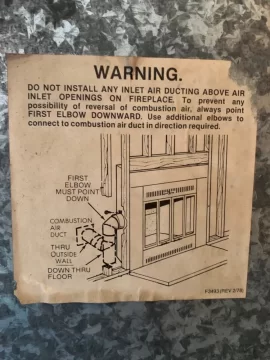 WARNING.
DO NOT INSTALL ANY INLET AIR DUCTING ABOVE AIR
INLET OPENINGS ON FIREPLACE. To prevent any
possibility of reversal of combustion air, always point
FIRST ELBOW DOWNWARD. Use additional elbows to
connect to combustion air duct in direction required.
FIRST
ELBOW
MUST POINT
DOWN
COMBUSTION
AIR
DUCT
THRU
OUTSIDE
WALL
DOWN THRU
FLOOR